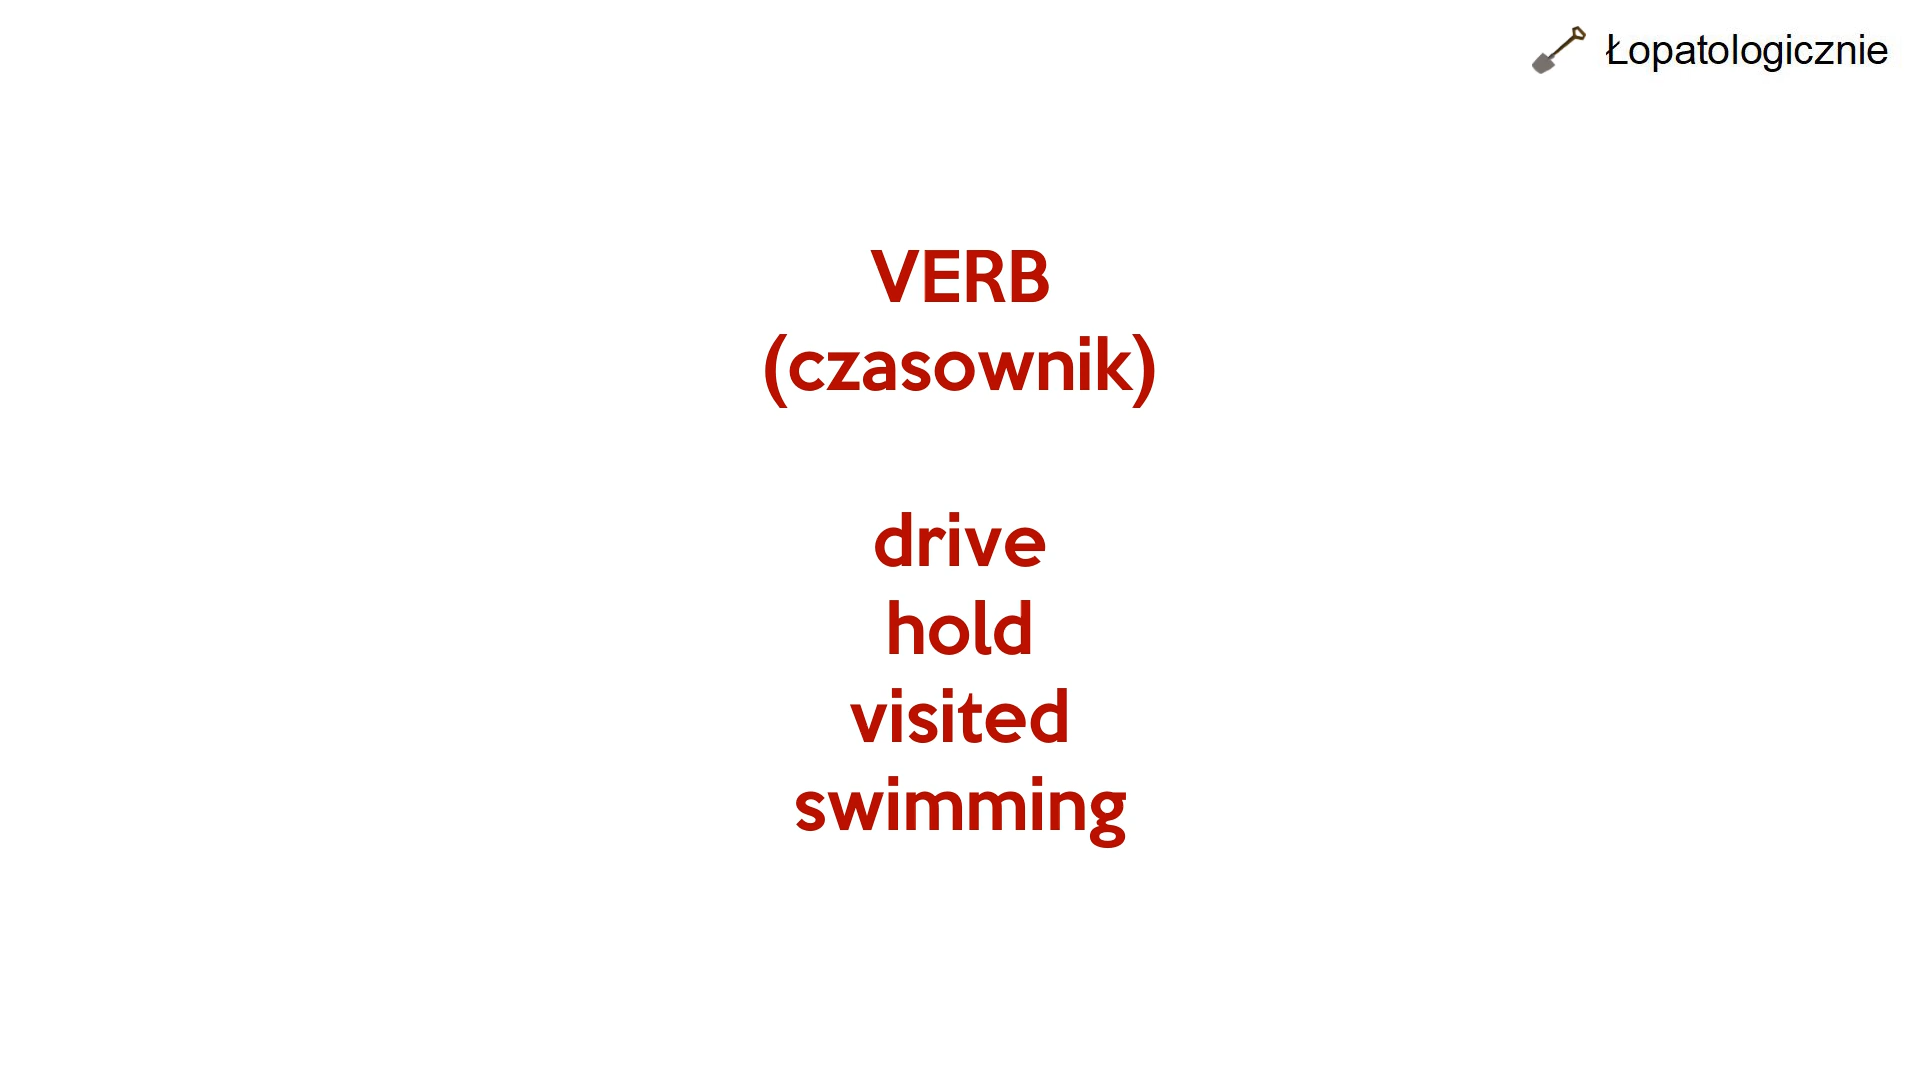 Łopatologicznie
VERB
(czasownik)
drive
hold
visited
swimming